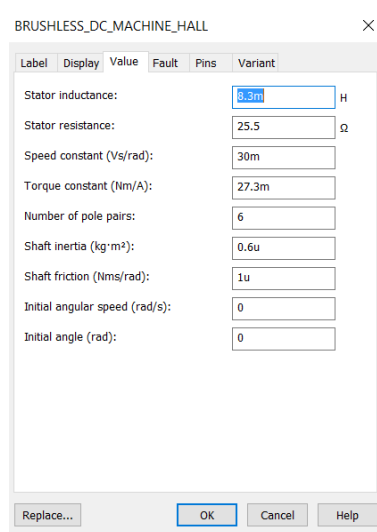 BRUSHLESS_DC_MACHINE_HALL
Label Display Value Fault Pins Variant
Stator inductance: 8.3m H
Stator resistance: 25.5 Ω
Speed constant (Vs/rad): 30m
Torque constant (Nm/A): 27.3m
Number of pole pairs: 6
Shaft inertia (kg·m²): 0.6u
Shaft friction (Nms/rad): 1u
Initial angular speed (rad/s): 0
Initial angle (rad): 0
Replace... OK Cancel Help